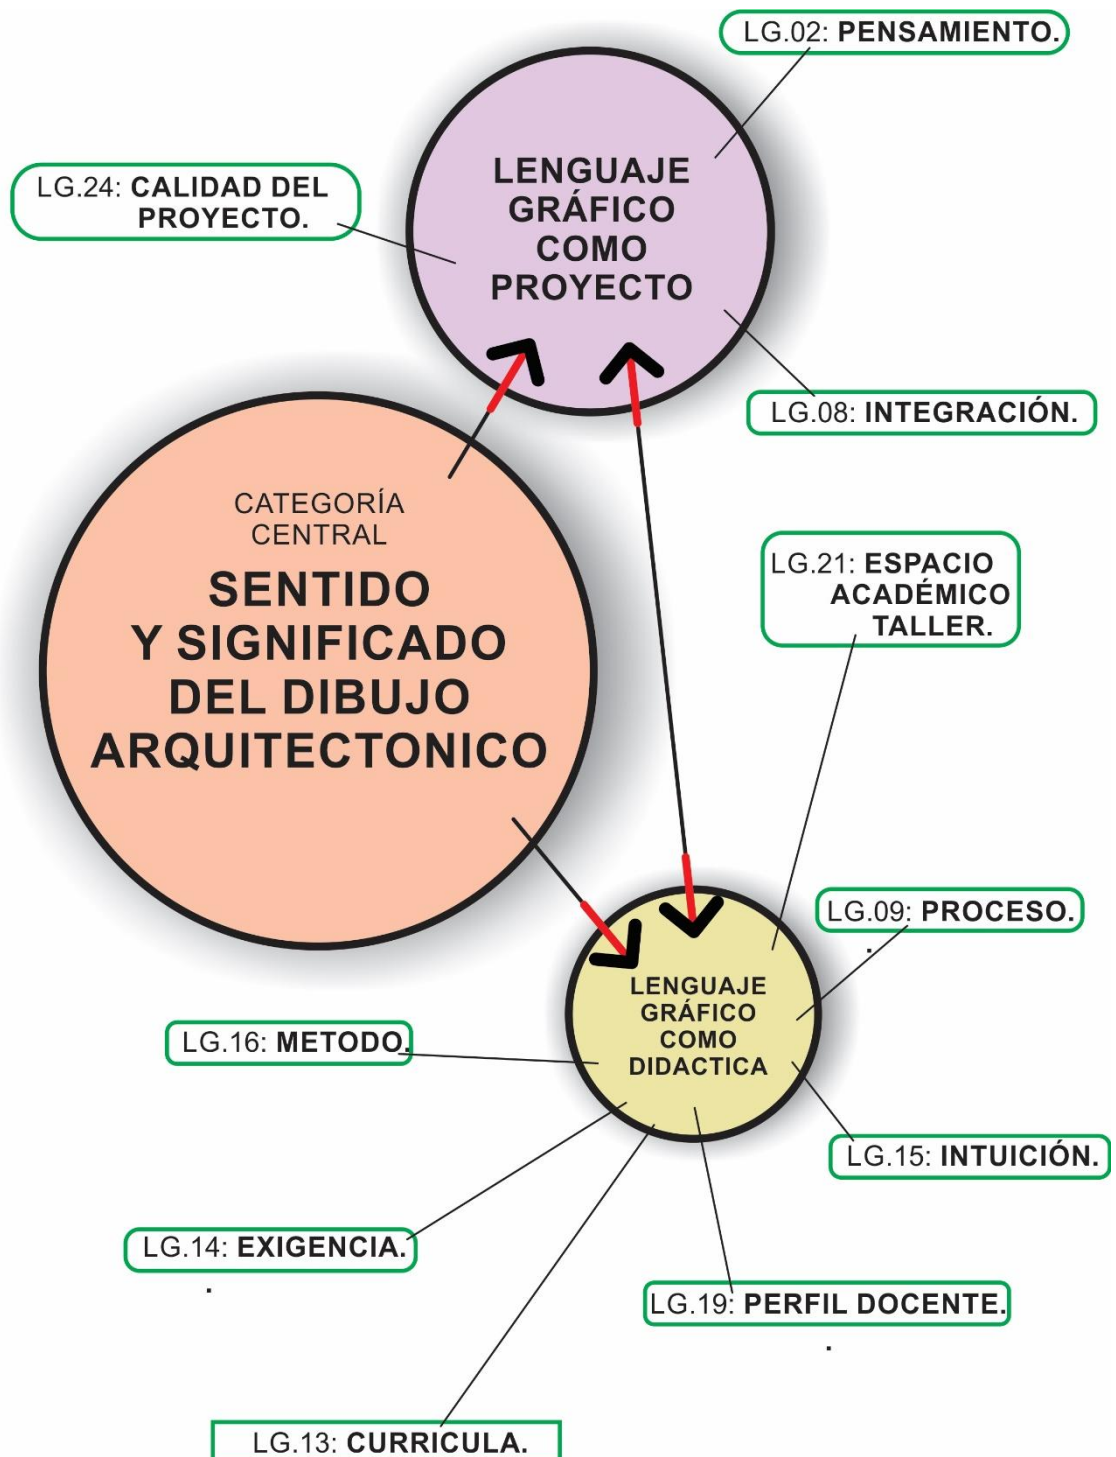 LG.02: PENSAMIENTO.
LENGUAJE
GRÁFICO
COMO
PROYECTO
LG.24: CALIDAD DEL
PROYECTO.
LG.08: INTEGRACIÓN.
CATEGORÍA
CENTRAL
SENTIDO
Y SIGNIFICADO
DEL DIBUJO
ARQUITECTONICO
LG.21: ESPACIO
ACADÉMICO
TALLER.
LG.09: PROCESO.
.
LENGUAJE
GRÁFICO
COMO
DIDACTICA
LG.16: METODO.
LG.15: INTUICIÓN.
LG.14: EXIGENCIA.
.
LG.19: PERFIL DOCENTE.
.
LG.13: CURRICULA.